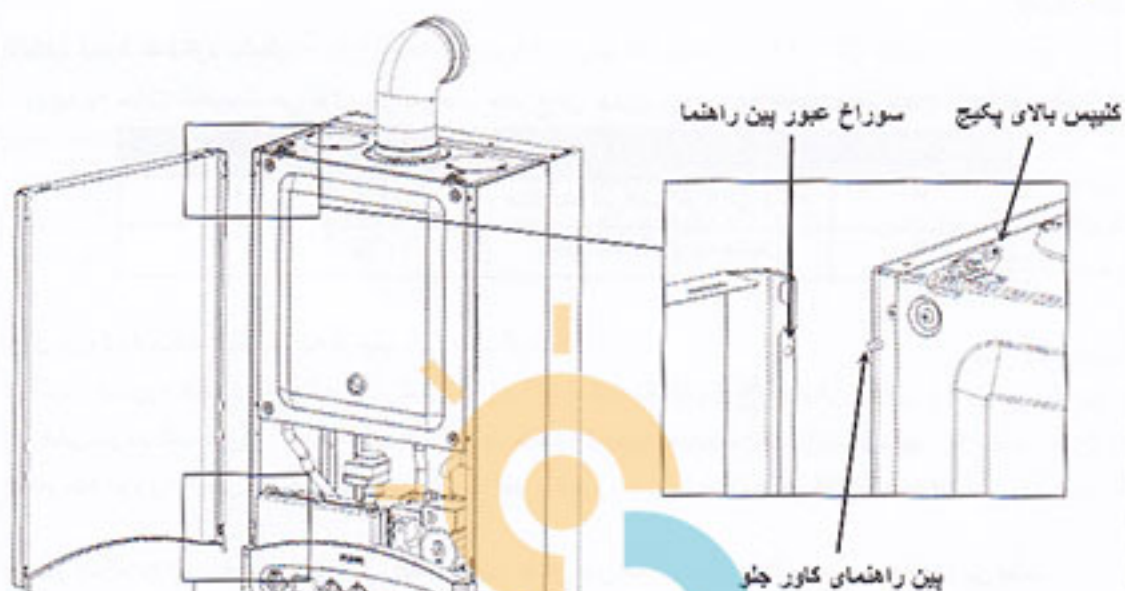 کلیپس بالای پکیج
سوراخ عبور پین راهنما
پین راهنمای کاور جلو